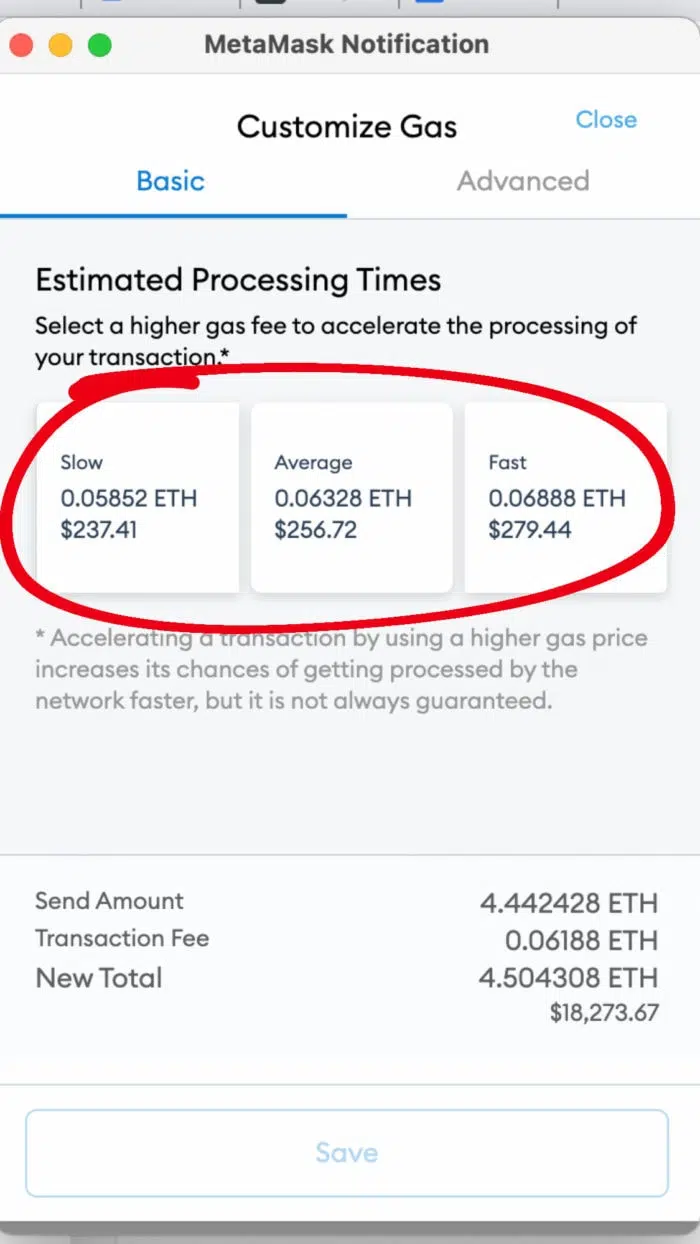 MetaMask Notification
Customize Gas
Close
Basic
Advanced
Estimated Processing Times
Select a higher gas fee to accelerate the processing of
your transaction.*
Slow
0.05852 ETH
$237.41
Average
0.06328 ETH
$256.72
Fast
0.06888 ETH
$279.44
* Accelerating a transaction by using a higher gas price
increases its chances of getting processed by the
network faster, but it is not always guaranteed.
Send Amount 4.442428 ETH
Transaction Fee 0.06188 ETH
New Total 4.504308 ETH
$18,273.67
Save